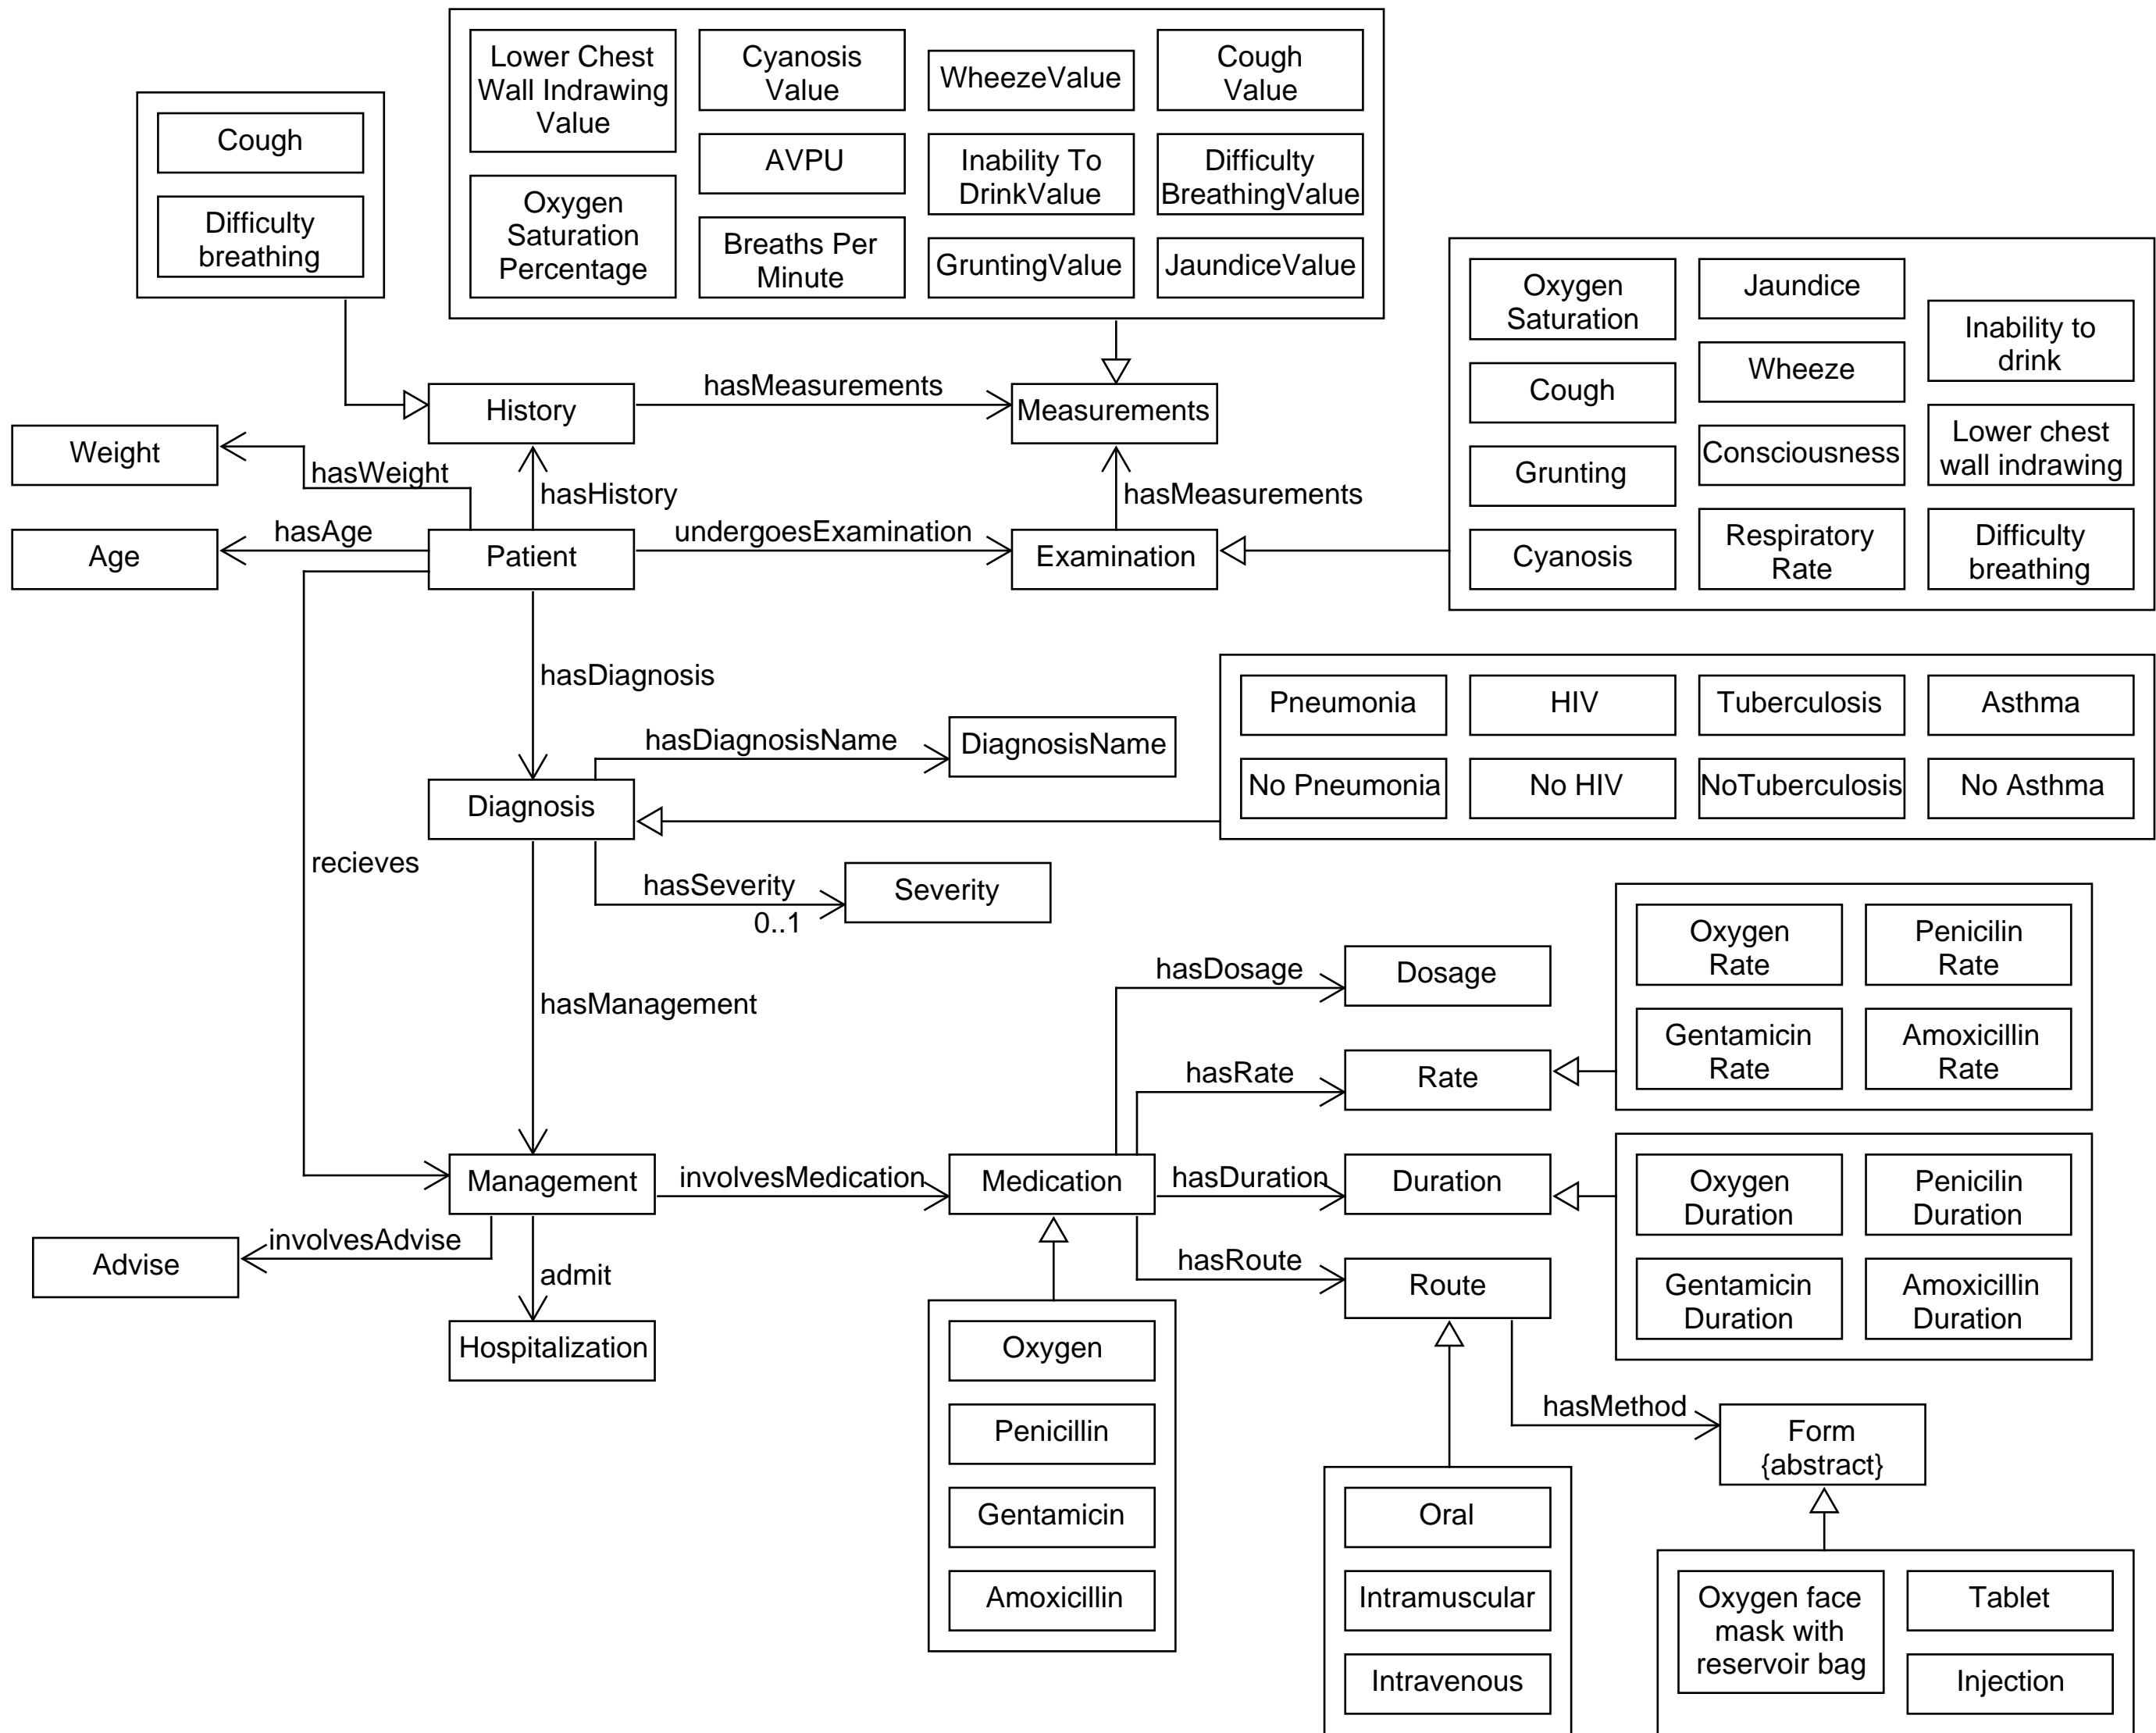 Lower Chest
Wall Indrawing
Value
Cyanosis
Value
WheezeValue
Cough
Value
AVPU
Inability To
DrinkValue
Difficulty
BreathingValue
Oxygen
Saturation
Percentage
Breaths Per
Minute
GruntingValue
JaundiceValue
Cough
Difficulty
breathing
Oxygen
Saturation
Jaundice
Inability to
drink
Cough
Wheeze
Lower chest
wall indrawing
Grunting
Consciousness
Cyanosis
Respiratory
Rate
Difficulty
breathing
History
hasMeasurements
Measurements
Weight
hasWeight
hasHistory
hasMeasurements
Age
hasAge
Patient
undergoesExamination
Examination
hasDiagnosis
Pneumonia
HIV
Tuberculosis
Asthma
No Pneumonia
No HIV
NoTuberculosis
No Asthma
hasDiagnosisName
DiagnosisName
Diagnosis
recieves
hasSeverity
0..1
Severity
hasManagement
hasDosage
Dosage
Oxygen
Rate
Penicilin
Rate
Gentamicin
Rate
Amoxicillin
Rate
hasRate
Rate
Management
involvesMedication
Medication
hasDuration
Duration
Oxygen
Duration
Penicilin
Duration
Gentamicin
Duration
Amoxicillin
Duration
involvesAdvise
Advise
admit
Hospitalization
hasRoute
Route
Oxygen
Penicillin
Gentamicin
Amoxicillin
hasMethod
Form
{abstract}
Oral
Intramuscular
Intravenous
Oxygen face
mask with
reservoir bag
Tablet
Injection